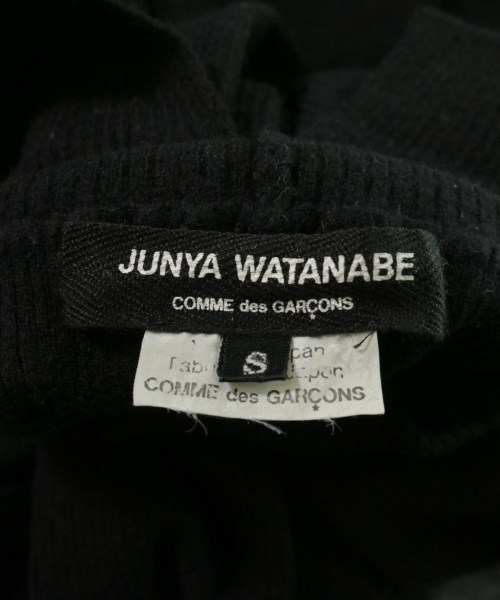 JUNYA WATANABE
COMME des GARÇONS
S
COMME des GARÇONS